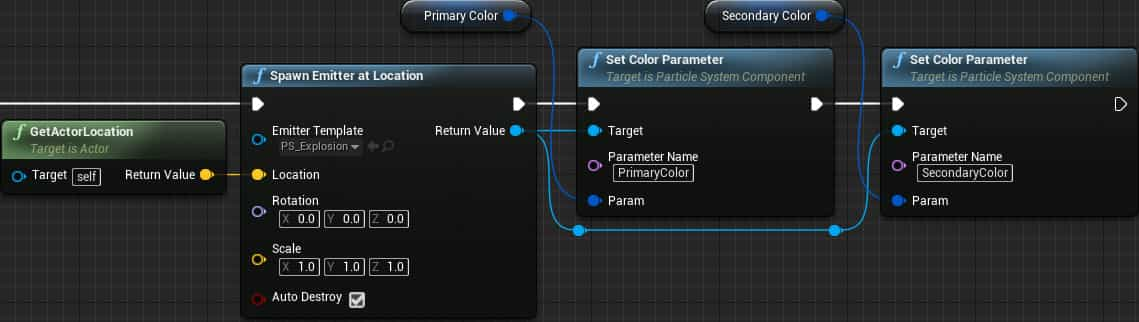 Primary Color
Secondary Color
Spawn Emitter at Location
Emitter Template
PS_Explosion
Return Value
Location
Rotation
X 0.0 Y 0.0 Z 0.0
Scale
X 1.0 Y 1.0 Z 1.0
Auto Destroy
GetActorLocation
Target is Actor
Target self Return Value
Set Color Parameter
Target is Particle System Component
Target
Parameter Name
PrimaryColor
Param
Set Color Parameter
Target is Particle System Component
Target
Parameter Name
SecondaryColor
Param